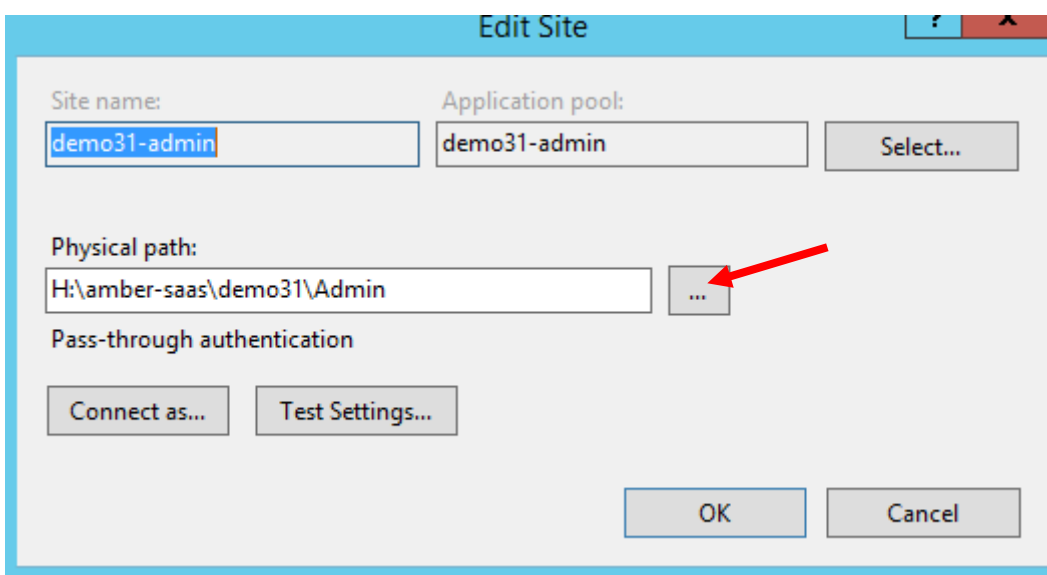 Edit Site
? x
Site name: Application pool:
demo31-admin demo31-admin Select...
Physical path:
H:\amber-saas\demo31\Admin ...
Pass-through authentication
Connect as... Test Settings...
OK Cancel